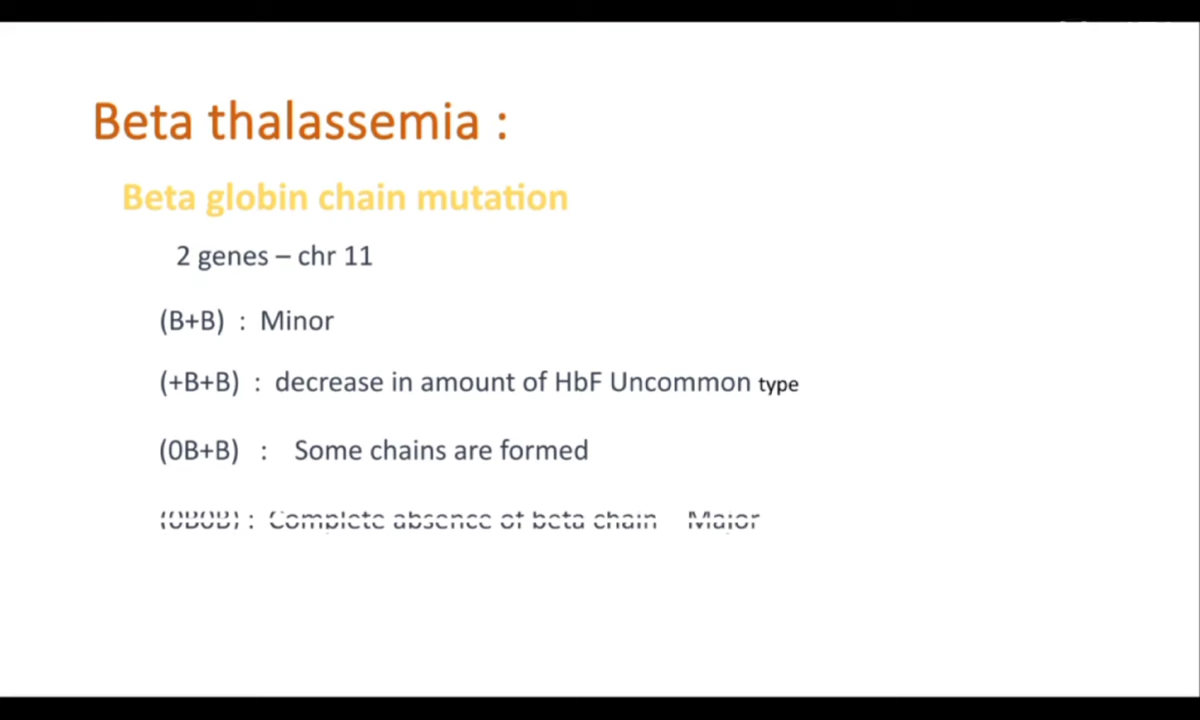 Beta thalassemia :
Beta globin chain mutation
2 genes – chr 11
(B+B) : Minor
(+B+B) : decrease in amount of HbF Uncommon type
(0B+B) : Some chains are formed
(0B0B) : Complete absence of beta chain Major